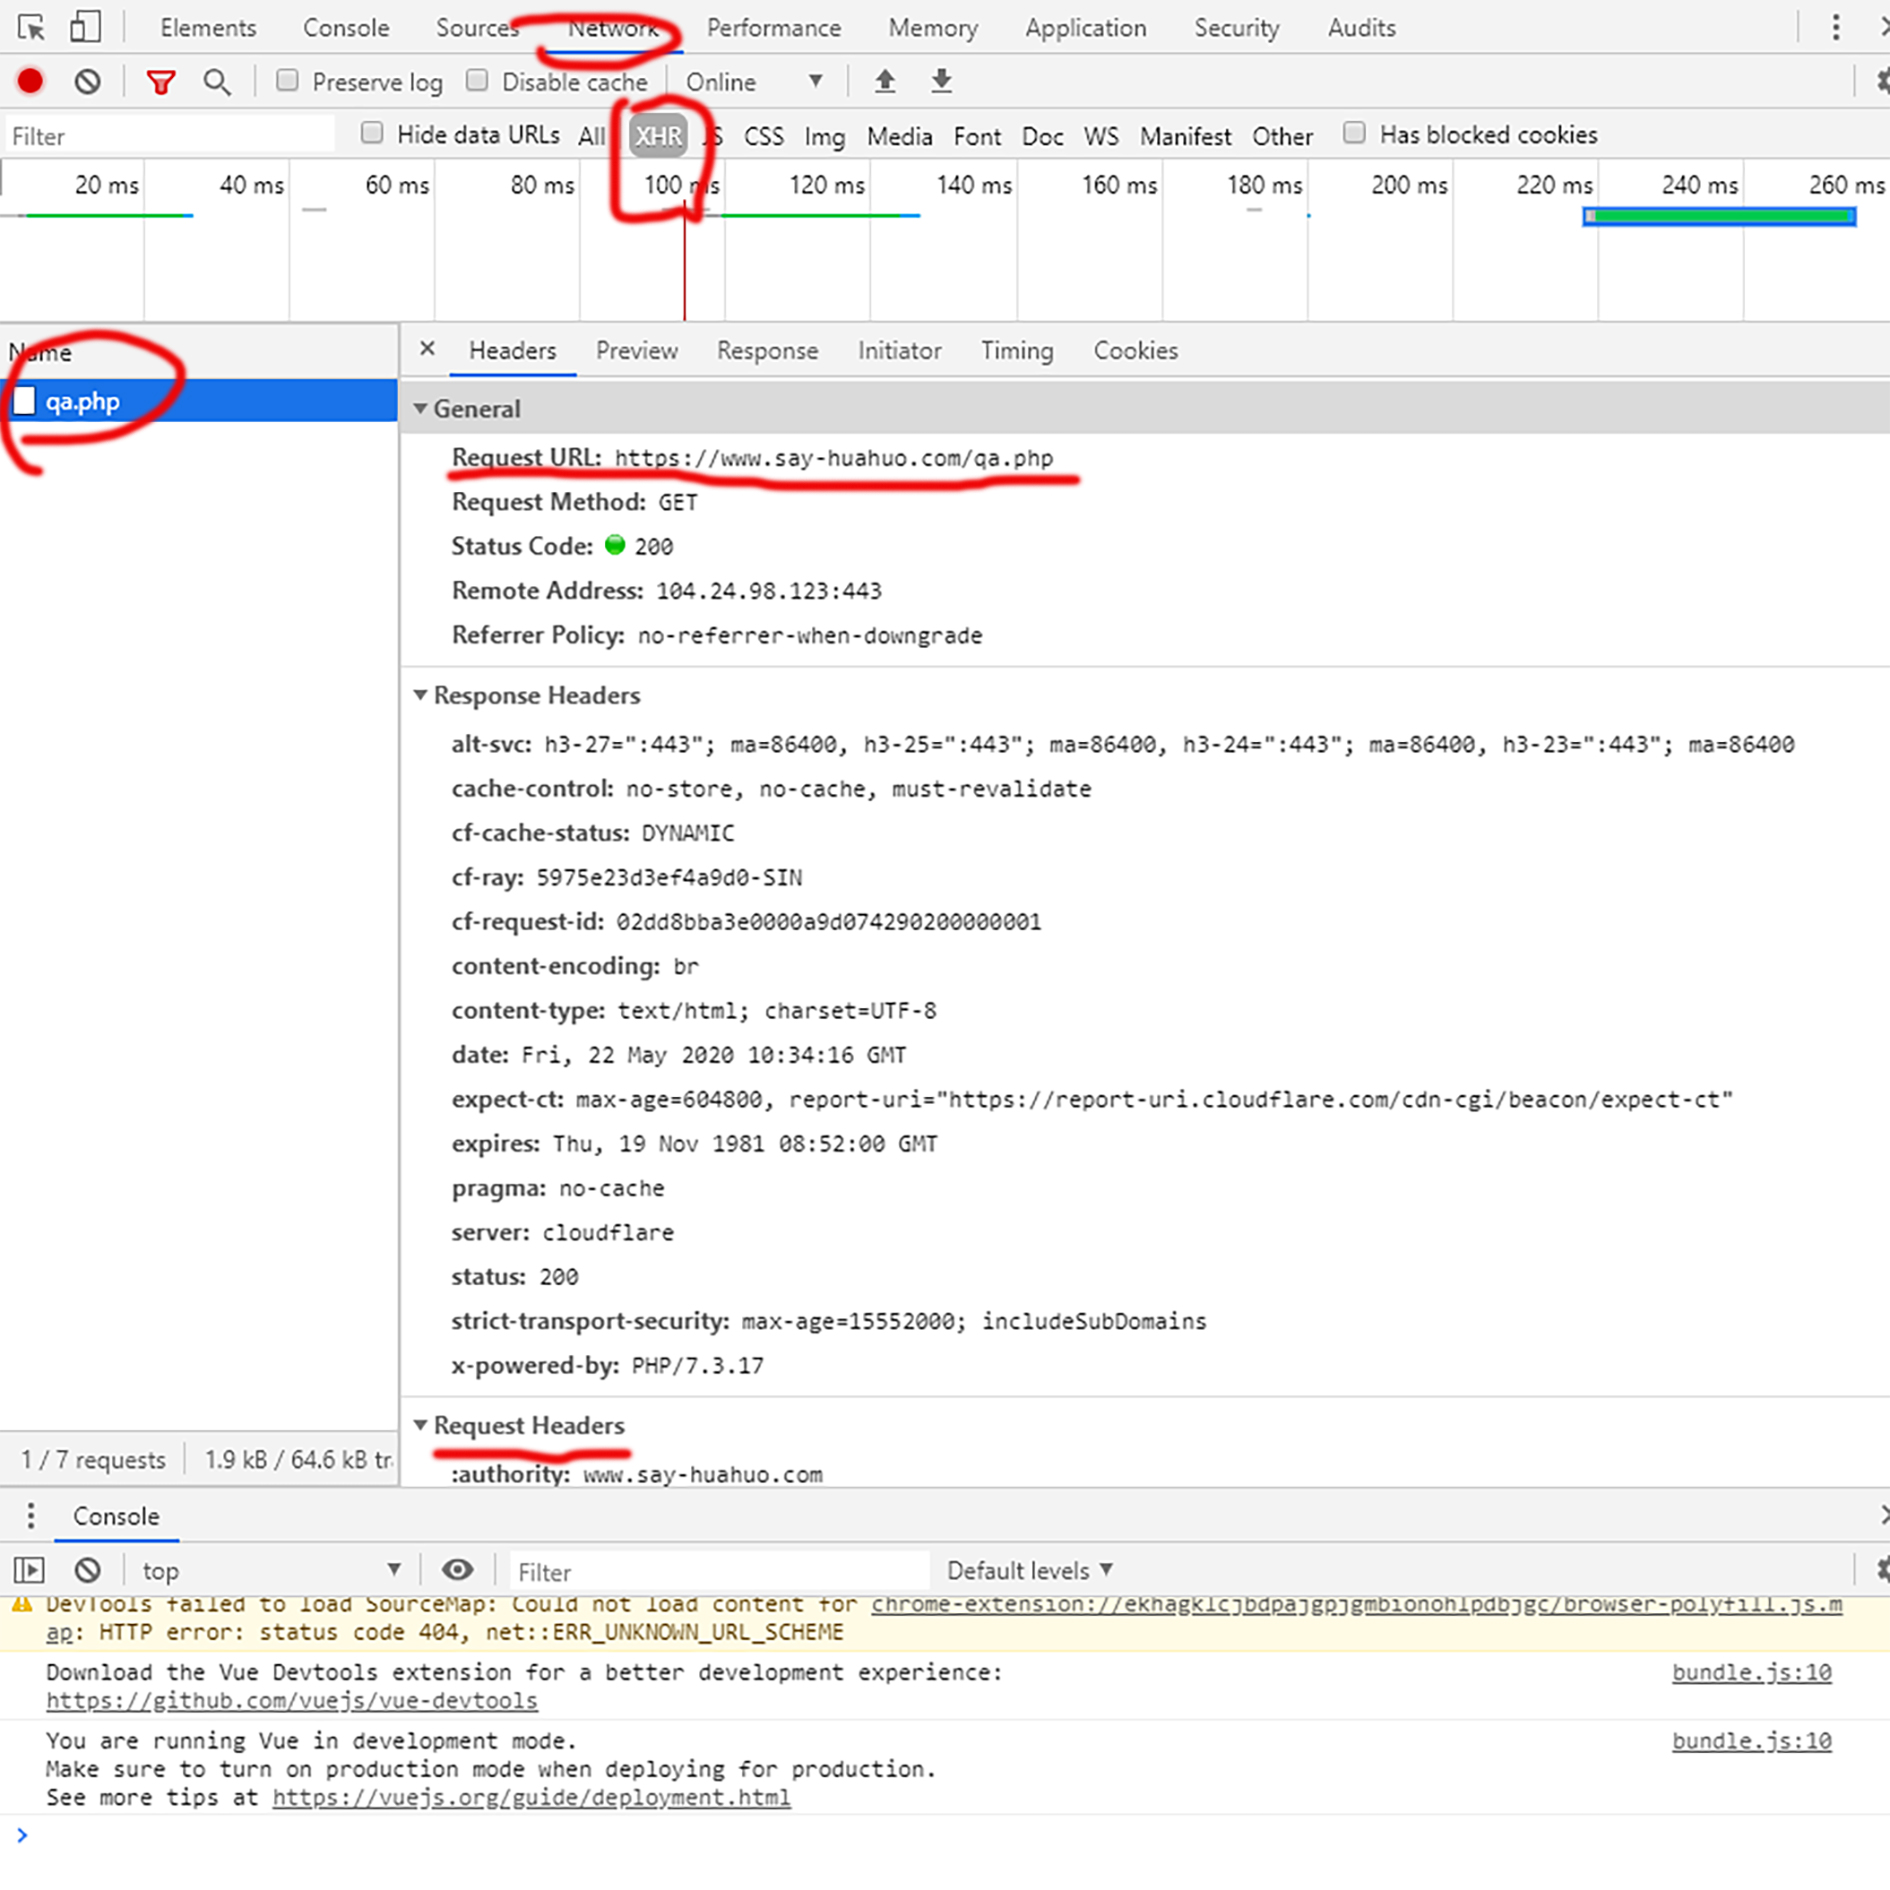 Elements Console Sources Network Performance Memory Application Security Audits
Preserve log Disable cache Online
Filter Hide data URLs All XHR JS CSS Img Media Font Doc WS Manifest Other Has blocked cookies
20 ms 40 ms 60 ms 80 ms 100 ms 120 ms 140 ms 160 ms 180 ms 200 ms 220 ms 240 ms 260 ms
Name
qa.php
Headers Preview Response Initiator Timing Cookies
General
Request URL: https://www.say-huahuo.com/qa.php
Request Method: GET
Status Code: 200
Remote Address: 104.24.98.123:443
Referrer Policy: no-referrer-when-downgrade
Response Headers
alt-svc: h3-27=":443"; ma=86400, h3-25=":443"; ma=86400, h3-24=":443"; ma=86400, h3-23=":443"; ma=86400
cache-control: no-store, no-cache, must-revalidate
cf-cache-status: DYNAMIC
cf-ray: 5975e23d3ef4a9d0-SIN
cf-request-id: 02dd8bba3e0000a9d074290200000001
content-encoding: br
content-type: text/html; charset=UTF-8
date: Fri, 22 May 2020 10:34:16 GMT
expect-ct: max-age=604800, report-uri="https://report-uri.cloudflare.com/cdn-cgi/beacon/expect-ct"
expires: Thu, 19 Nov 1981 08:52:00 GMT
pragma: no-cache
server: cloudflare
status: 200
strict-transport-security: max-age=15552000; includeSubDomains
x-powered-by: PHP/7.3.17
Request Headers
:authority: www.say-huahuo.com
1 / 7 requests 1.9 kB / 64.6 kB tr
Console
top Filter Default levels
DevTools failed to load SourceMap: Could not load content for chrome-extension://ekhagklcjbdpajgpjgmbionohlpdbjgc/browser-polyfill.js.m
ap: HTTP error: status code 404, net::ERR_UNKNOWN_URL_SCHEME
Download the Vue Devtools extension for a better development experience: bundle.js:10
https://github.com/vuejs/vue-devtools
You are running Vue in development mode. bundle.js:10
Make sure to turn on production mode when deploying for production.
See more tips at https://vuejs.org/guide/deployment.html